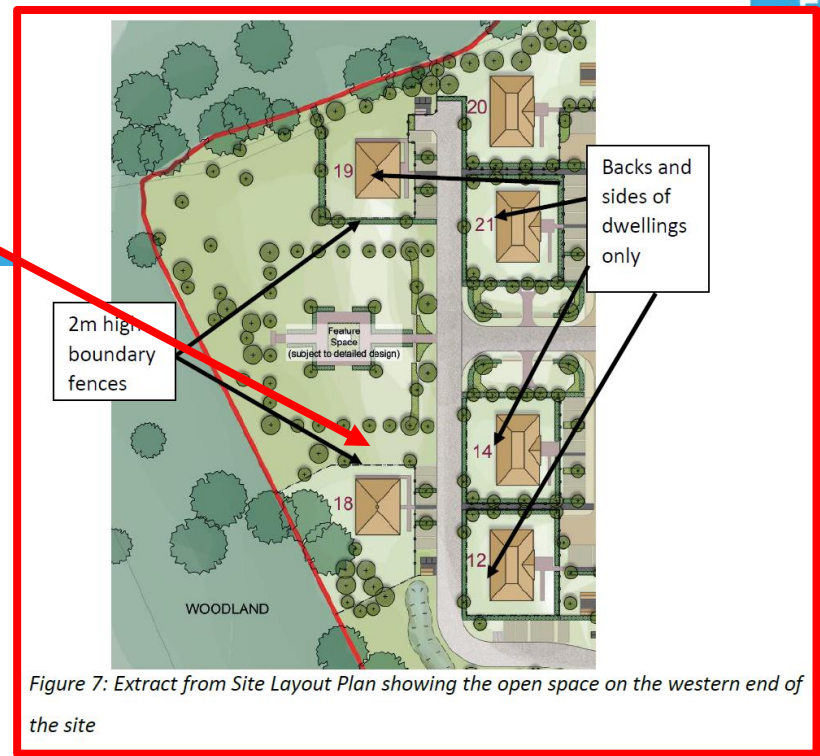 20
19
Backs and
sides of
dwellings
only
21
2m high
boundary
fences
Feature
Space
(subject to detailed design)
14
18
12
WOODLAND
Figure 7: Extract from Site Layout Plan showing the open space on the western end of
the site